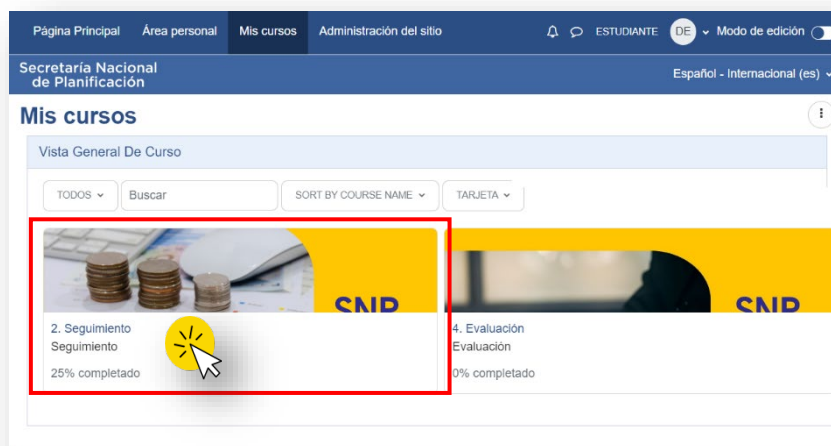 Página Principal Área personal Mis cursos Administración del sitio ESTUDIANTE DE Modo de edición
Secretaría Nacional
de Planificación
Español - Internacional (es)
Mis cursos
Vista General De Curso
TODOS Buscar SORT BY COURSE NAME TARJETA
SNP SNP
2. Seguimiento 4. Evaluación
Seguimiento Evaluación
25% completado 0% completado